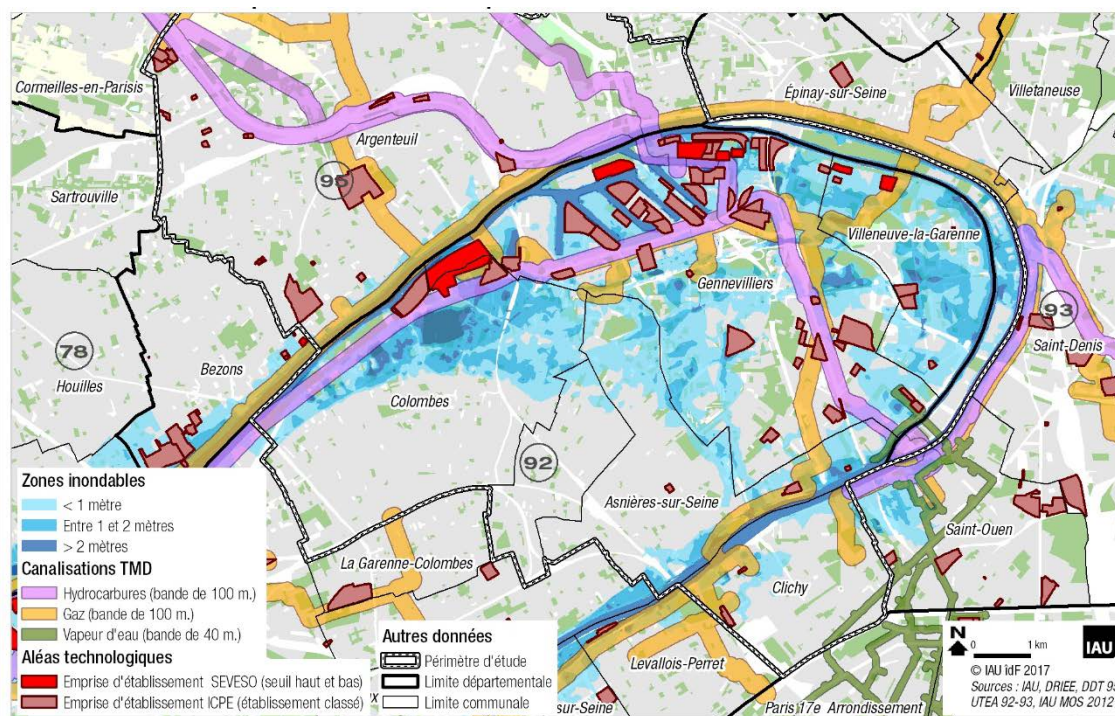 Cormeilles-en-Parisis
Épinay-sur-Seine
Villetaneuse
Argenteuil
95
Sartrouville
Villeneuve-la-Garenne
Gennevilliers
93
Saint-Denis
78
Houilles
Bezons
Colombes
92
Asnières-sur-Seine
Saint-Ouen
La Garenne-Colombes
Clichy
Levallois-Perret
sur-Seine
Paris 17e Arrondissement
Zones inondables
< 1 mètre
Entre 1 et 2 mètres
> 2 mètres
Canalisations TMD
Hydrocarbures (bande de 100 m.)
Gaz (bande de 100 m.)
Vapeur d'eau (bande de 40 m.)
Aléas technologiques
Emprise d'établissement SEVESO (seuil haut et bas)
Emprise d'établissement ICPE (établissement classé)
Autres données
Périmètre d'étude
Limite départementale
Limite communale
N
0 1 km
IAU
© IAU îdF 2017
Sources : IAU, DRIEE, DDT 95
UTEA 92-93, IAU MOS 2012